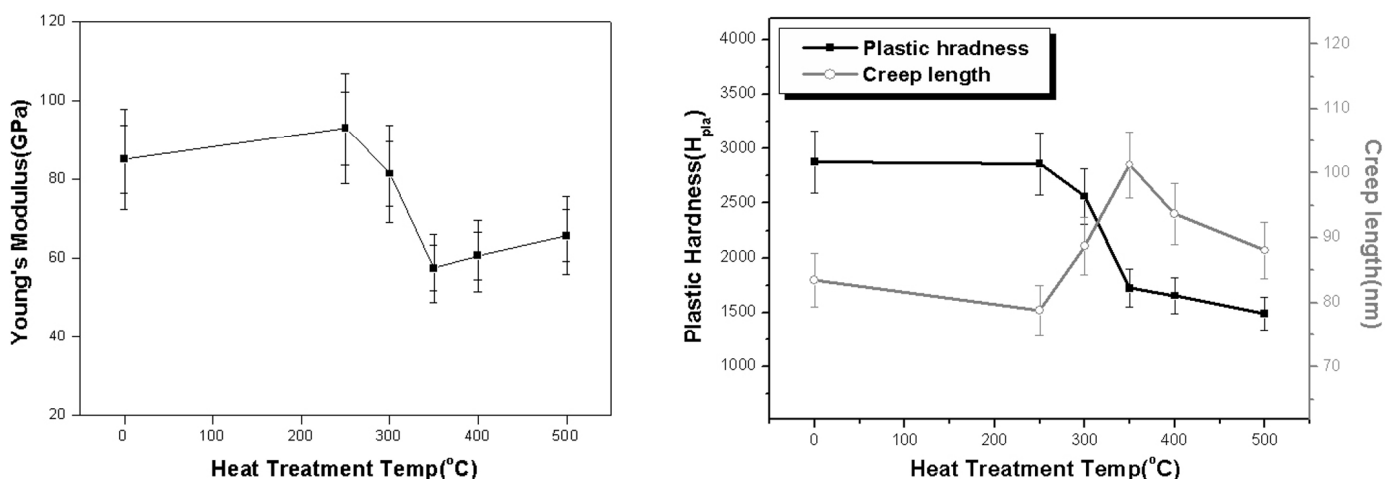 120
100
80
60
40
20
Young's Modulus(GPa)
0 100 200 300 400 500
Heat Treatment Temp(°C)
Plastic hradness
Creep length
4000
3500
3000
2500
2000
1500
1000
Plastic Hardness(Hpla)
120
110
100
90
80
70
Creep length(nm)
0 100 200 300 400 500
Heat Treatment Temp(°C)